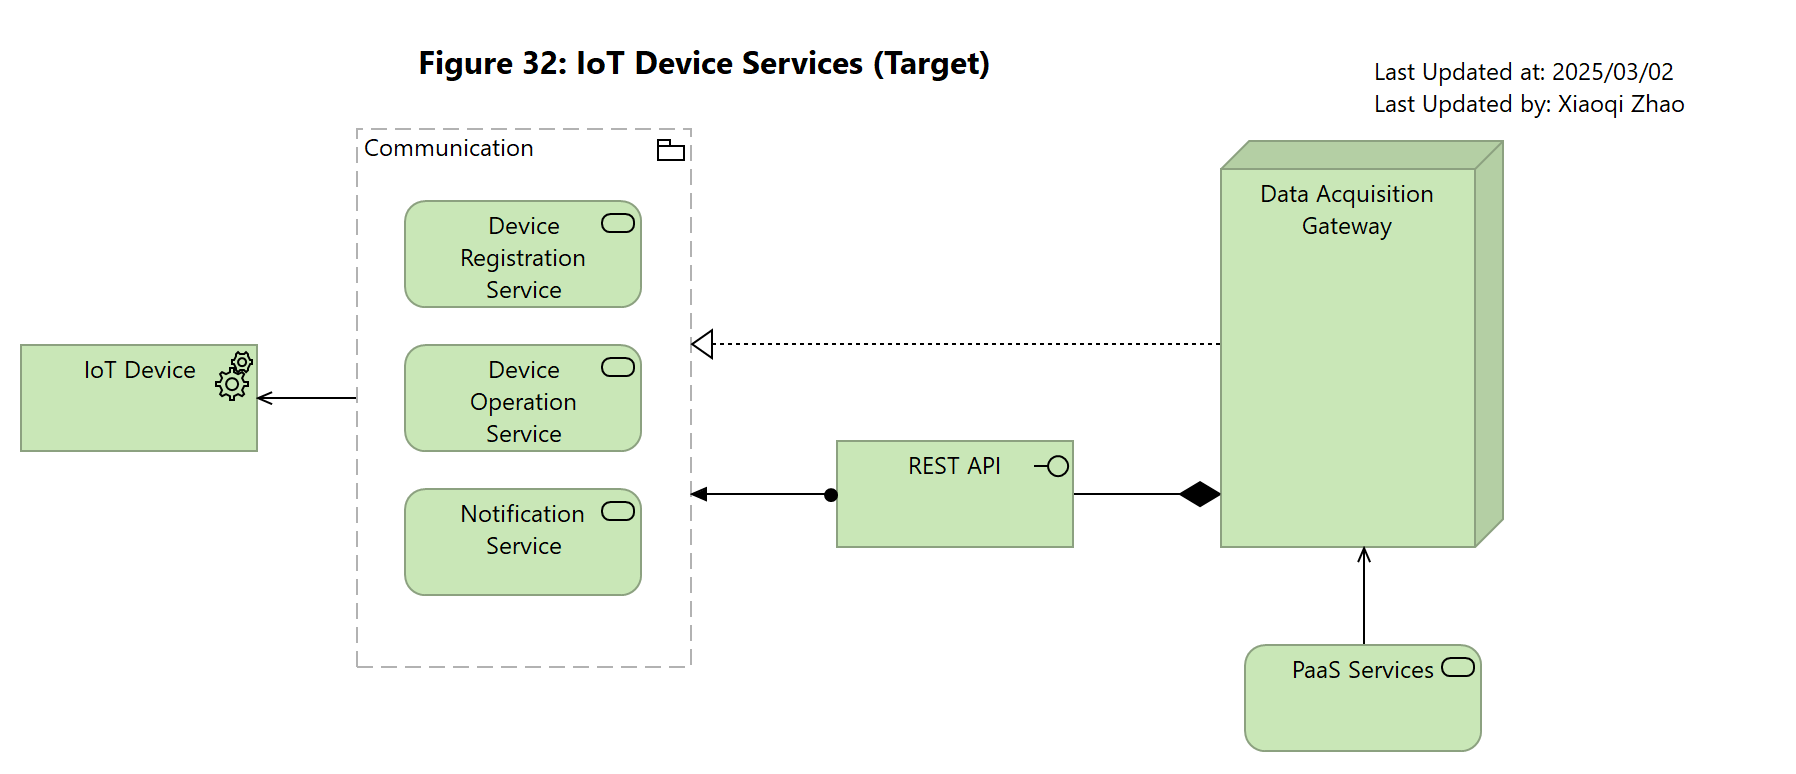 Figure 32: IoT Device Services (Target)
Last Updated at: 2025/03/02
Last Updated by: Xiaoqi Zhao
Communication
Device
Registration
Service
Device
Operation
Service
Notification
Service
IoT Device
REST API
Data Acquisition
Gateway
PaaS Services